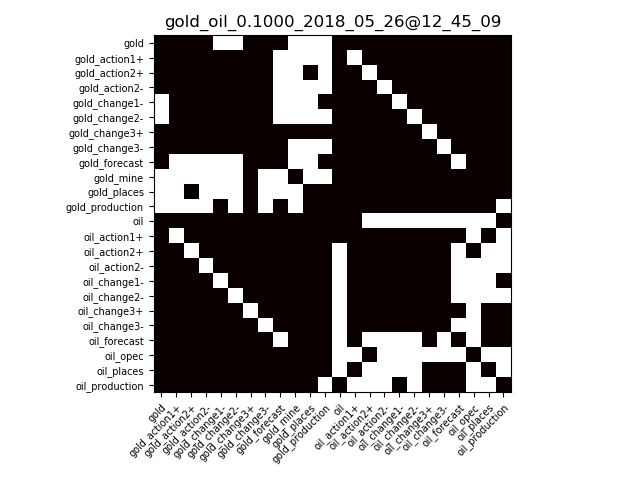 gold_oil_0.1000_2018_05_26@12_45_09
gold
gold_action1+
gold_action2+
gold_action2-
gold_change1-
gold_change2-
gold_change3+
gold_change3-
gold_forecast
gold_mine
gold_places
gold_production
oil
oil_action1+
oil_action2+
oil_action2-
oil_change1-
oil_change2-
oil_change3+
oil_change3-
oil_forecast
oil_opec
oil_places
oil_production
gold
gold_action1+
gold_action2+
gold_action2-
gold_change1-
gold_change2-
gold_change3+
gold_change3-
gold_forecast
gold_mine
gold_places
gold_production
oil
oil_action1+
oil_action2+
oil_action2-
oil_change1-
oil_change2-
oil_change3+
oil_change3-
oil_forecast
oil_opec
oil_places
oil_production